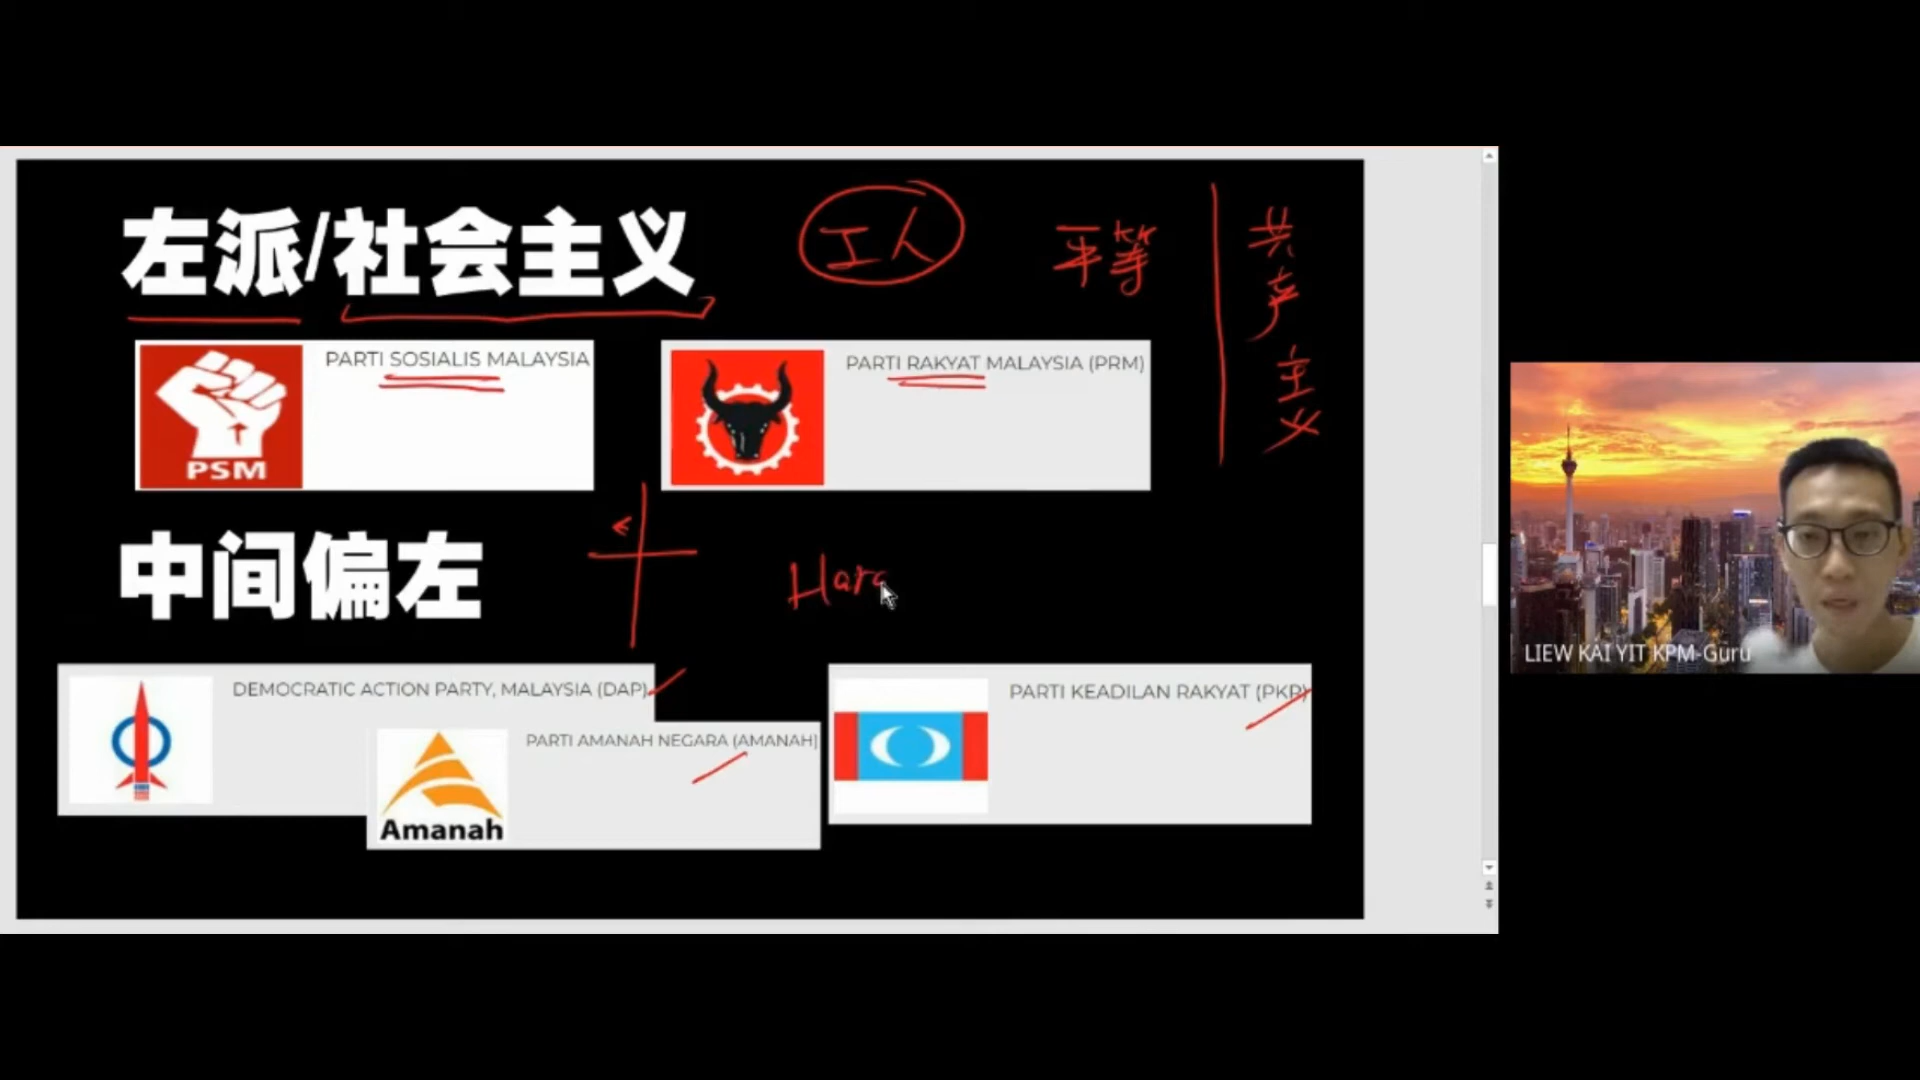 左派/社会主义
工人
平等
共产主义
PARTI SOSIALIS MALAYSIA
PSM
PARTI RAKYAT MALAYSIA (PRM)
中间偏左
Hara
DEMOCRATIC ACTION PARTY, MALAYSIA (DAP)
PARTI AMANAH NEGARA (AMANAH)
Amanah
PARTI KEADILAN RAKYAT (PKR)
LIEW KAI YIT KPM-Guru